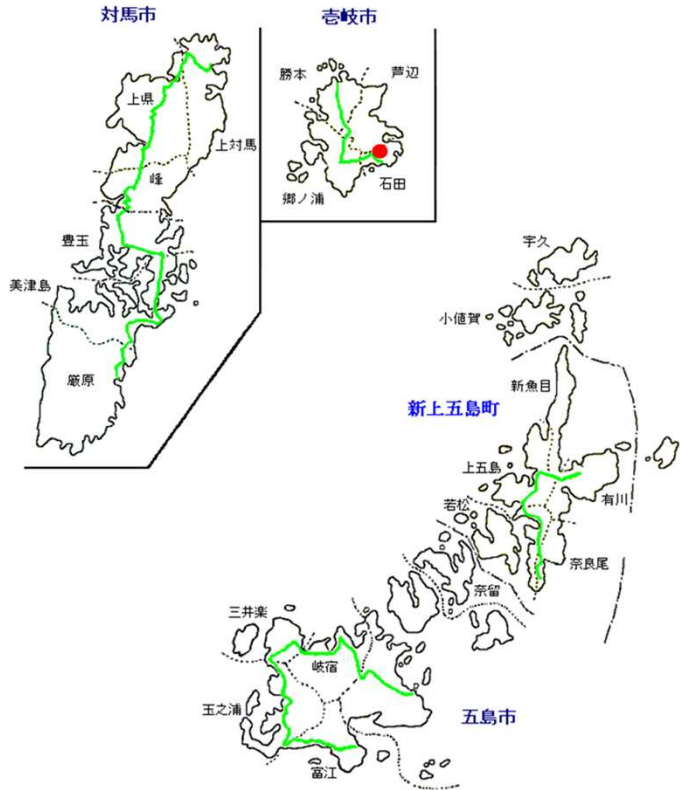 対馬市
壱岐市
勝本
芦辺
上県
上対馬
峰
石田
郷ノ浦
豊玉
美津島
厳原
宇久
小値賀
新魚目
新上五島町
上五島
有川
若松
奈良尾
奈留
三井楽
岐宿
玉之浦
五島市
富江